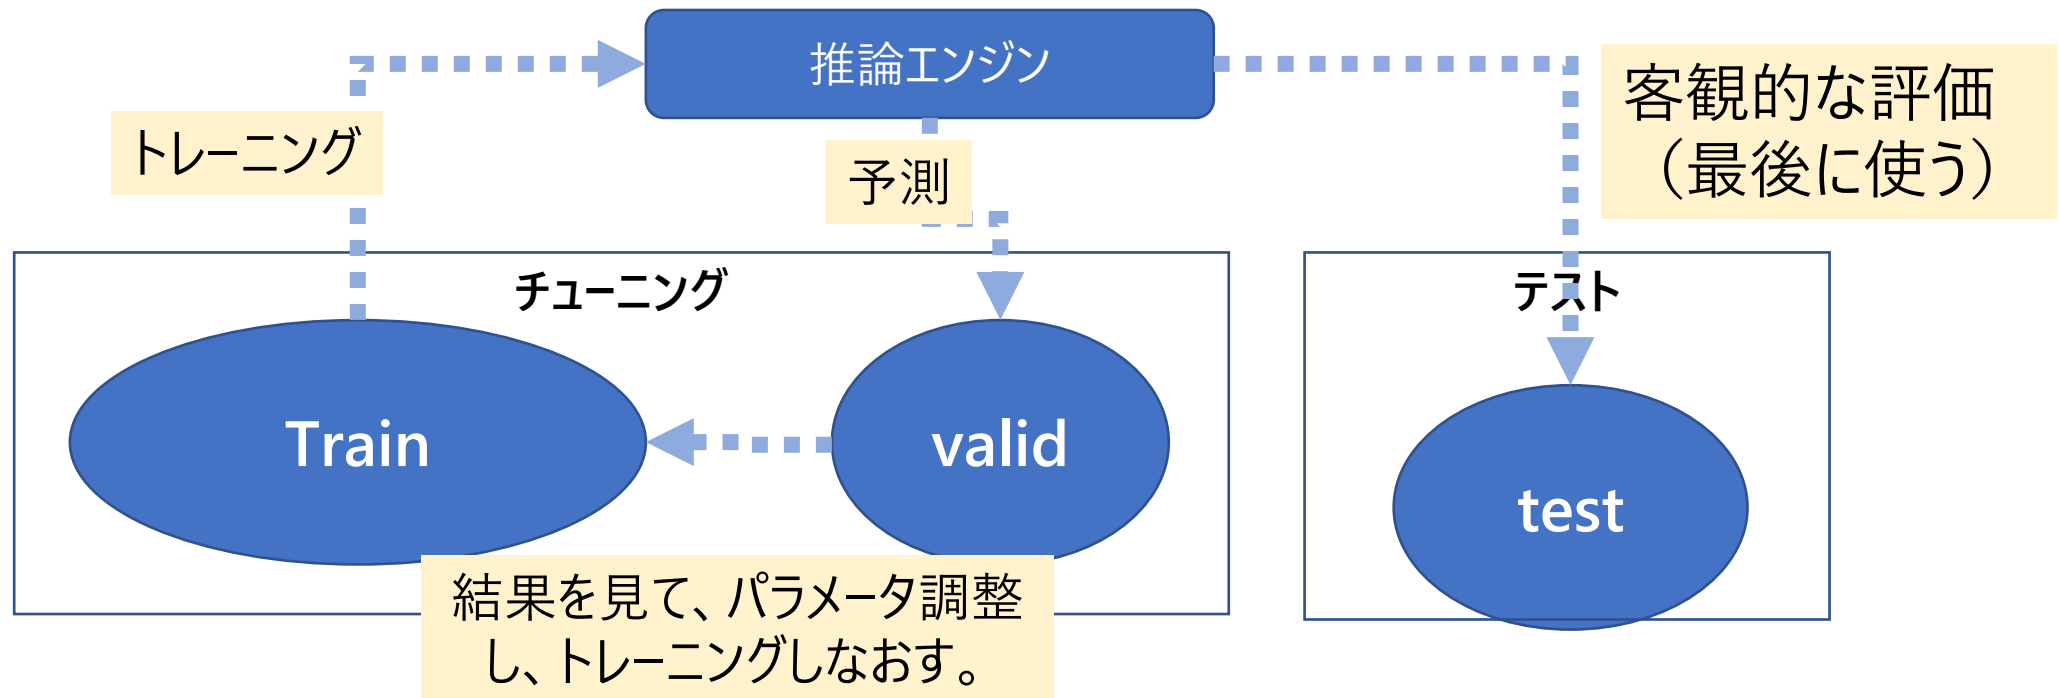 推論エンジン
客観的な評価
（最後に使う）
トレーニング
予測
チューニング
テスト
Train
valid
test
結果を見て、パラメータ調整
し、トレーニングしなおす。